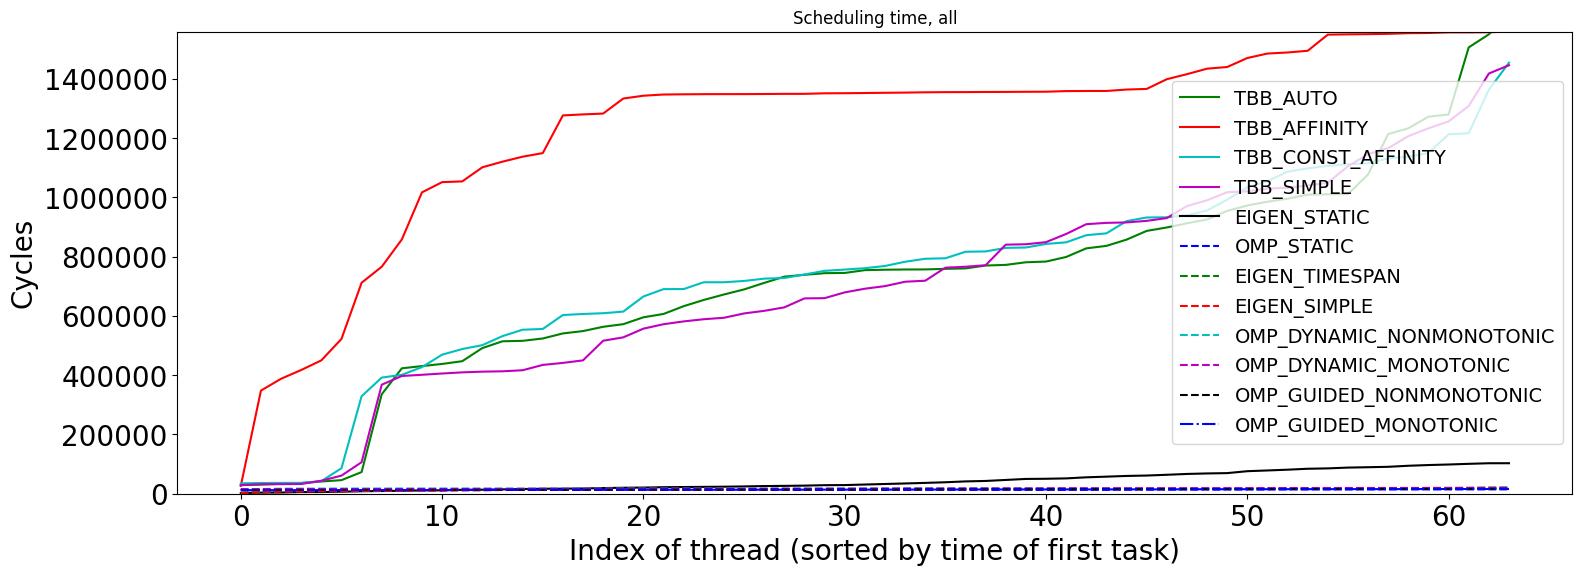 Scheduling time, all
Cycles
1400000
1200000
1000000
800000
600000
400000
200000
0
TBB_AUTO
TBB_AFFINITY
TBB_CONST_AFFINITY
TBB_SIMPLE
EIGEN_STATIC
OMP_STATIC
EIGEN_TIMESPAN
EIGEN_SIMPLE
OMP_DYNAMIC_NONMONOTONIC
OMP_DYNAMIC_MONOTONIC
OMP_GUIDED_NONMONOTONIC
OMP_GUIDED_MONOTONIC
0 10 20 30 40 50 60
Index of thread (sorted by time of first task)